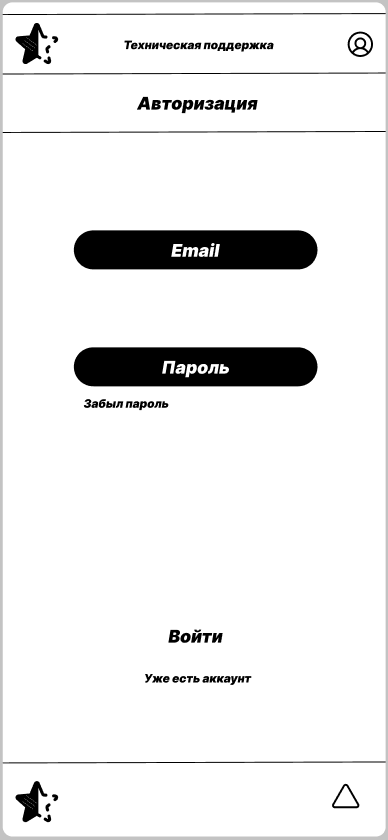 Техническая поддержка
Авторизация
Email
Пароль
Забыл пароль
Войти
Уже есть аккаунт